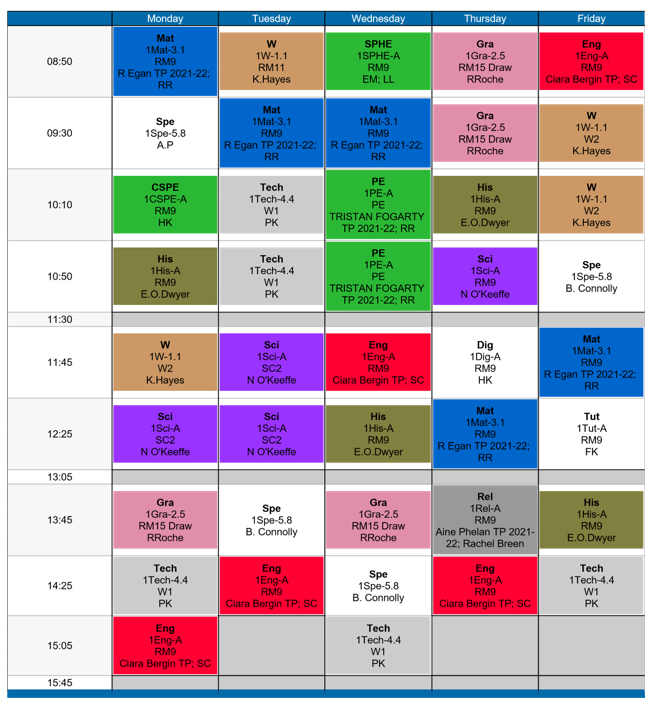 Monday Tuesday Wednesday Thursday Friday
08:50
Mat
1Mat-3.1
RM9
R Egan TP 2021-22;
RR
W
1W-1.1
RM11
K.Hayes
SPHE
1SPHE-A
RM9
EM; LL
Gra
1Gra-2.5
RM15 Draw
RRoche
Eng
1Eng-A
RM9
Ciara Bergin TP; SC
09:30
Spe
1Spe-5.8
A.P
Mat
1Mat-3.1
RM9
R Egan TP 2021-22;
RR
Mat
1Mat-3.1
RM9
R Egan TP 2021-22;
RR
Gra
1Gra-2.5
RM15 Draw
RRoche
W
1W-1.1
W2
K.Hayes
10:10
CSPE
1CSPE-A
RM9
HK
Tech
1Tech-4.4
W1
PK
PE
1PE-A
PE
TRISTAN FOGARTY
TP 2021-22; RR
His
1His-A
RM9
E.O.Dwyer
W
1W-1.1
W2
K.Hayes
10:50
His
1His-A
RM9
E.O.Dwyer
Tech
1Tech-4.4
W1
PK
PE
1PE-A
PE
TRISTAN FOGARTY
TP 2021-22; RR
Sci
1Sci-A
RM9
N O'Keeffe
Spe
1Spe-5.8
B. Connolly
11:30
11:45
W
1W-1.1
W2
K.Hayes
Sci
1Sci-A
SC2
N O'Keeffe
Eng
1Eng-A
RM9
Ciara Bergin TP; SC
Dig
1Dig-A
RM9
HK
Mat
1Mat-3.1
RM9
R Egan TP 2021-22;
RR
12:25
Sci
1Sci-A
SC2
N O'Keeffe
Sci
1Sci-A
SC2
N O'Keeffe
His
1His-A
RM9
E.O.Dwyer
Mat
1Mat-3.1
RM9
R Egan TP 2021-22;
RR
Tut
1Tut-A
RM9
FK
13:05
13:45
Gra
1Gra-2.5
RM15 Draw
RRoche
Spe
1Spe-5.8
B. Connolly
Gra
1Gra-2.5
RM15 Draw
RRoche
Rel
1Rel-A
RM9
Aine Phelan TP 2021-
22; Rachel Breen
His
1His-A
RM9
E.O.Dwyer
14:25
Tech
1Tech-4.4
W1
PK
Eng
1Eng-A
RM9
Ciara Bergin TP; SC
Spe
1Spe-5.8
B. Connolly
Eng
1Eng-A
RM9
Ciara Bergin TP; SC
Tech
1Tech-4.4
W1
PK
15:05
Eng
1Eng-A
RM9
Ciara Bergin TP; SC
Tech
1Tech-4.4
W1
PK
15:45